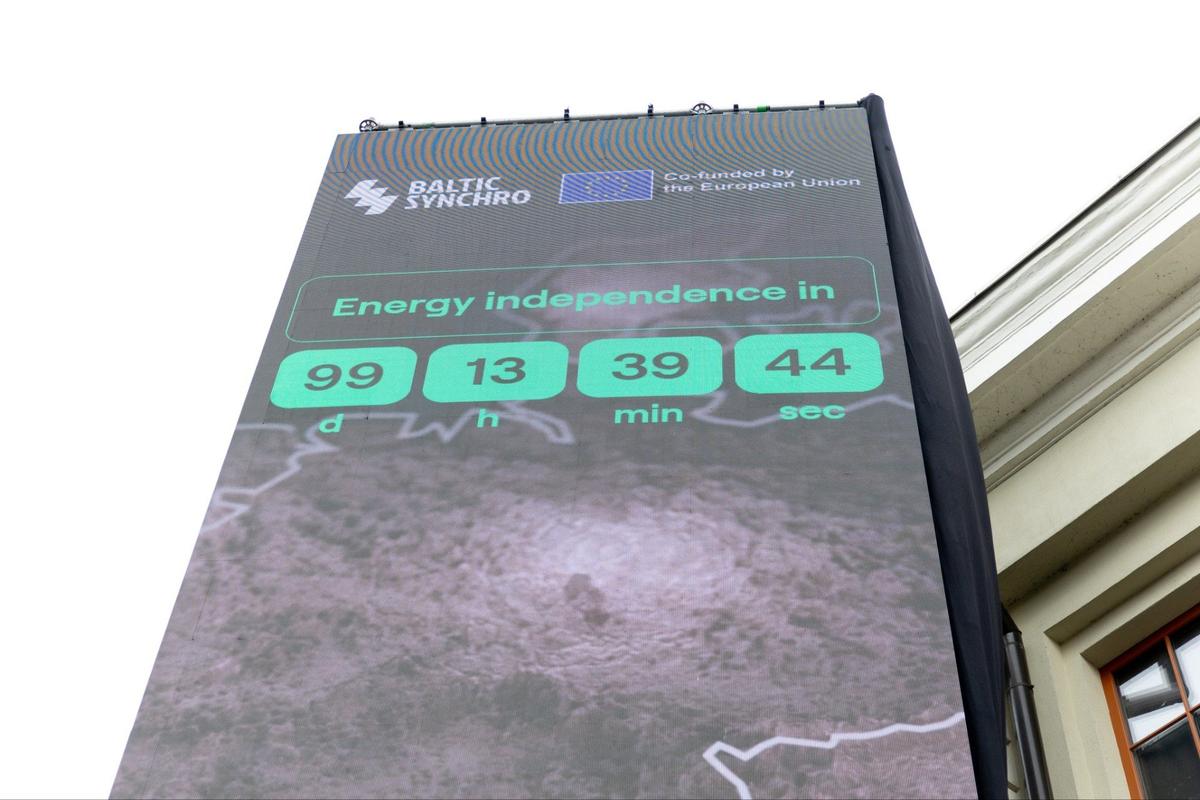 BALTIC
SYNCHRO
Co-funded by
the European Union
Energy independence in
99 13 39 44
d h min sec